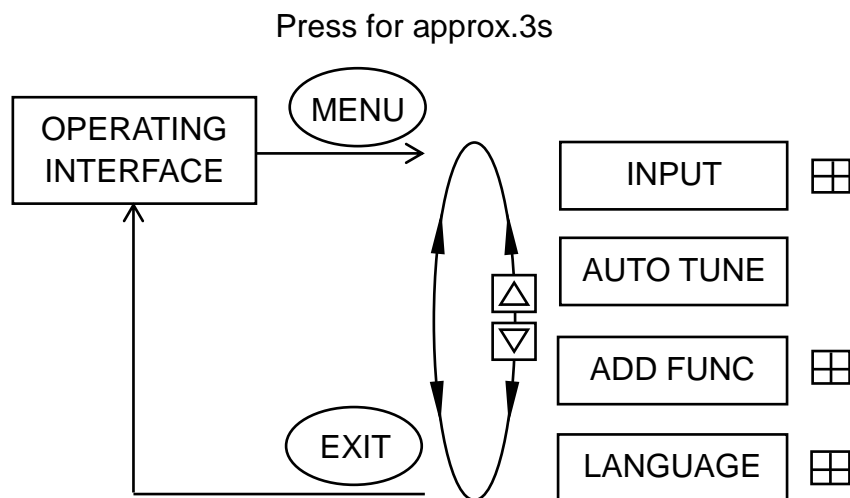 Press for approx.3s
MENU
OPERATING
INTERFACE
INPUT
AUTO TUNE
ADD FUNC
EXIT
LANGUAGE